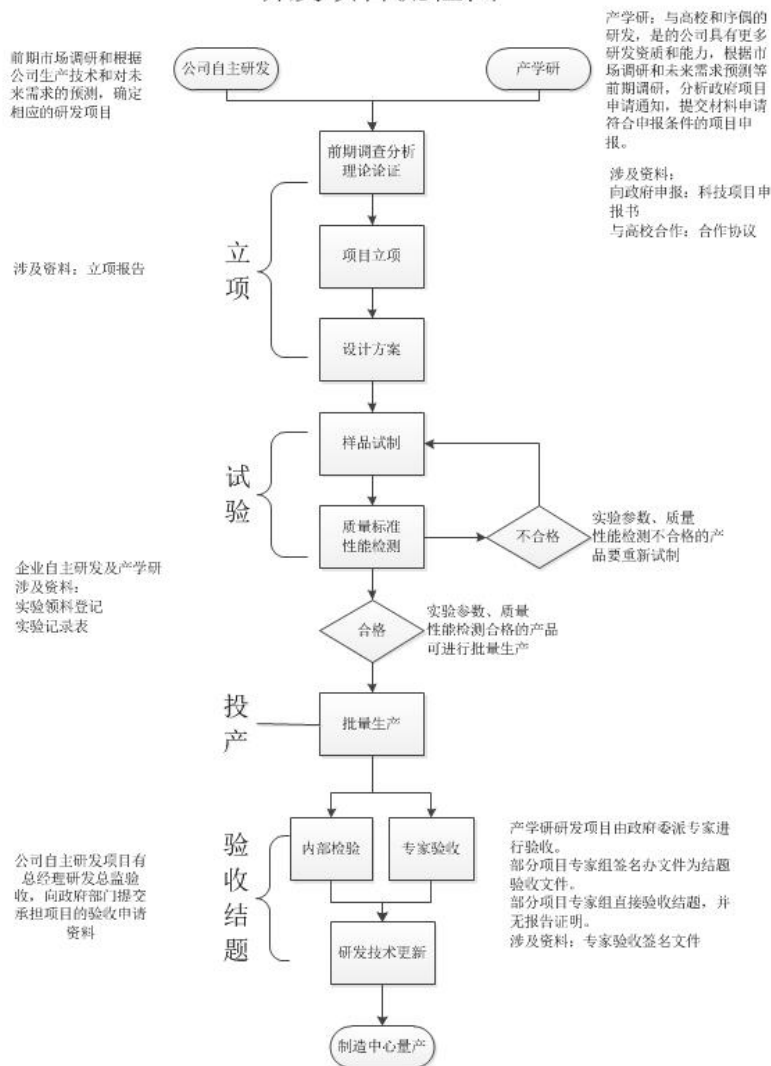 前期市场调研和根据
公司生产技术和对未
来需求的预测，确定
相应的研发项目
公司自主研发
产学研
产学研：与高校和序偶的
研发，是的公司具有更多
研发资质和能力，根据市
场调研和未来需求预测等
前期调研，分析政府项目
申请通知，提交材料申请
符合申报条件的项目申
报。
涉及资料：
向政府申报：科技项目申
报书
与高校合作：合作协议
前期调查分析
理论论证
立
项
涉及资料：立项报告
项目立项
设计方案
试
验
样品试制
质量标准
性能检测
不合格
实验参数、质量
性能检测不合格的产
品要重新试制
企业自主研发及产学研
涉及资料：
实验领料登记
实验记录表
合格
实验参数、质量
性能检测合格的产品
可进行批量生产
投
产
批量生产
验
收
结
题
内部检验
专家验收
公司自主研发项目有
总经理研发总监验
收，向政府部门提交
承担项目的验收申请
资料
产学研研发项目由政府委派专家进
行验收。
部分项目专家组签名办文件为结题
验收文件。
部分项目专家组直接验收结题，并
无报告证明。
涉及资料：专家验收签名文件
研发技术更新
制造中心量产